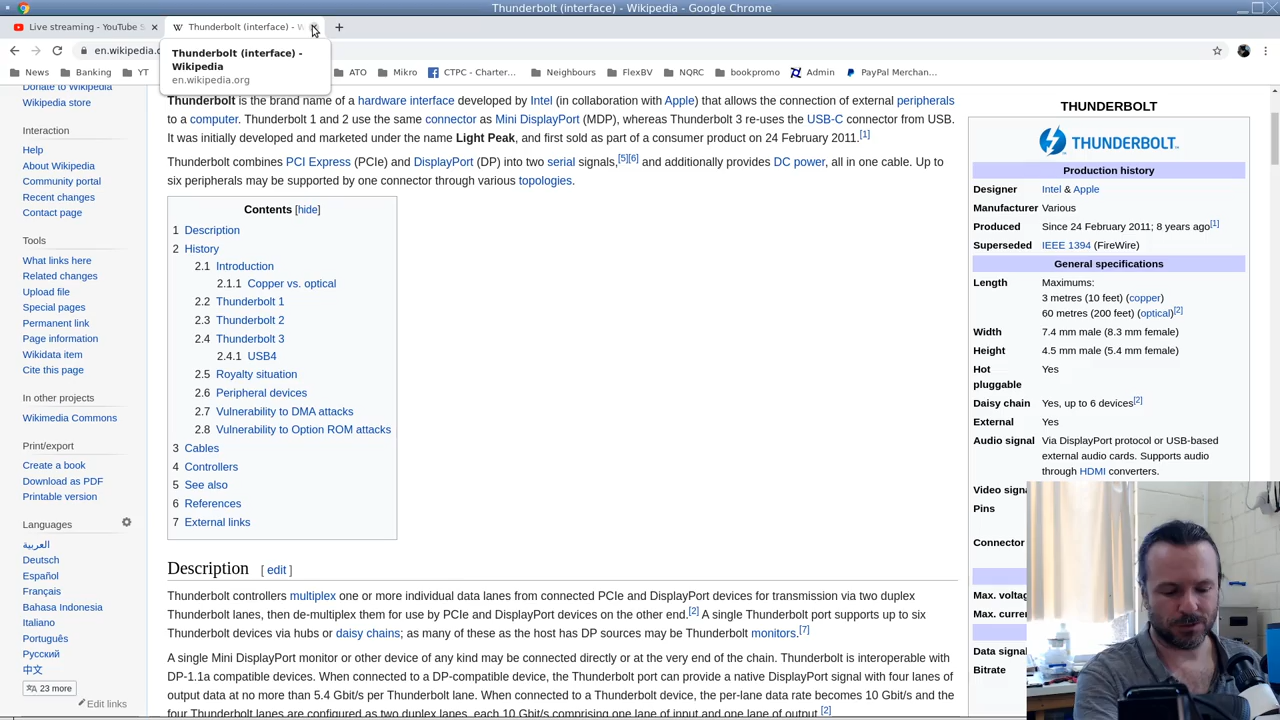 Thunderbolt (interface) - Wikipedia - Google Chrome
Live streaming - YouTube
Thunderbolt (interface) - W
en.wikipedia.o
Thunderbolt (interface) -
Wikipedia
en.wikipedia.org
News
Banking
YT
ATO
Mikro
CTPC - Charter...
Neighbours
FlexBV
NQRC
bookpromo
Admin
PayPal Merchan...
Donate to Wikipedia
Wikipedia store
Interaction
Help
About Wikipedia
Community portal
Recent changes
Contact page
Tools
What links here
Related changes
Upload file
Special pages
Permanent link
Page information
Wikidata item
Cite this page
In other projects
Wikimedia Commons
Print/export
Create a book
Download as PDF
Printable version
Languages
العربية
Deutsch
Español
Français
Bahasa Indonesia
Italiano
Português
Русский
中文
23 more
Edit links
Thunderbolt is the brand name of a hardware interface developed by Intel (in collaboration with Apple) that allows the connection of external peripherals
to a computer. Thunderbolt 1 and 2 use the same connector as Mini DisplayPort (MDP), whereas Thunderbolt 3 re-uses the USB-C connector from USB.
It was initially developed and marketed under the name Light Peak, and first sold as part of a consumer product on 24 February 2011.[1]
Thunderbolt combines PCI Express (PCIe) and DisplayPort (DP) into two serial signals,[5][6] and additionally provides DC power, all in one cable. Up to
six peripherals may be supported by one connector through various topologies.
Contents [hide]
1 Description
2 History
2.1 Introduction
2.1.1 Copper vs. optical
2.2 Thunderbolt 1
2.3 Thunderbolt 2
2.4 Thunderbolt 3
2.4.1 USB4
2.5 Royalty situation
2.6 Peripheral devices
2.7 Vulnerability to DMA attacks
2.8 Vulnerability to Option ROM attacks
3 Cables
4 Controllers
5 See also
6 References
7 External links
Description [ edit ]
Thunderbolt controllers multiplex one or more individual data lanes from connected PCIe and DisplayPort devices for transmission via two duplex
Thunderbolt lanes, then de-multiplex them for use by PCIe and DisplayPort devices on the other end.[2] A single Thunderbolt port supports up to six
Thunderbolt devices via hubs or daisy chains; as many of these as the host has DP sources may be Thunderbolt monitors.[7]
A single Mini DisplayPort monitor or other device of any kind may be connected directly or at the very end of the chain. Thunderbolt is interoperable with
DP-1.1a compatible devices. When connected to a DP-compatible device, the Thunderbolt port can provide a native DisplayPort signal with four lanes of
output data at no more than 5.4 Gbit/s per Thunderbolt lane. When connected to a Thunderbolt device, the per-lane data rate becomes 10 Gbit/s and the
four Thunderbolt lanes are configured as two duplex lanes, each 10 Gbit/s comprising one lane of input and one lane of output.[2]
THUNDERBOLT
THUNDERBOLT™
Production history
Designer Intel & Apple
Manufacturer Various
Produced Since 24 February 2011; 8 years ago[1]
Superseded IEEE 1394 (FireWire)
General specifications
Length Maximums:
3 metres (10 feet) (copper)
60 metres (200 feet) (optical)[2]
Width 7.4 mm male (8.3 mm female)
Height 4.5 mm male (5.4 mm female)
Hot Yes
pluggable
Daisy chain Yes, up to 6 devices[2]
External Yes
Audio signal Via DisplayPort protocol or USB-based
external audio cards. Supports audio
through HDMI converters.
Video signa
Pins
Connector
Max. voltag
Max. curren
Data signal
Bitrate